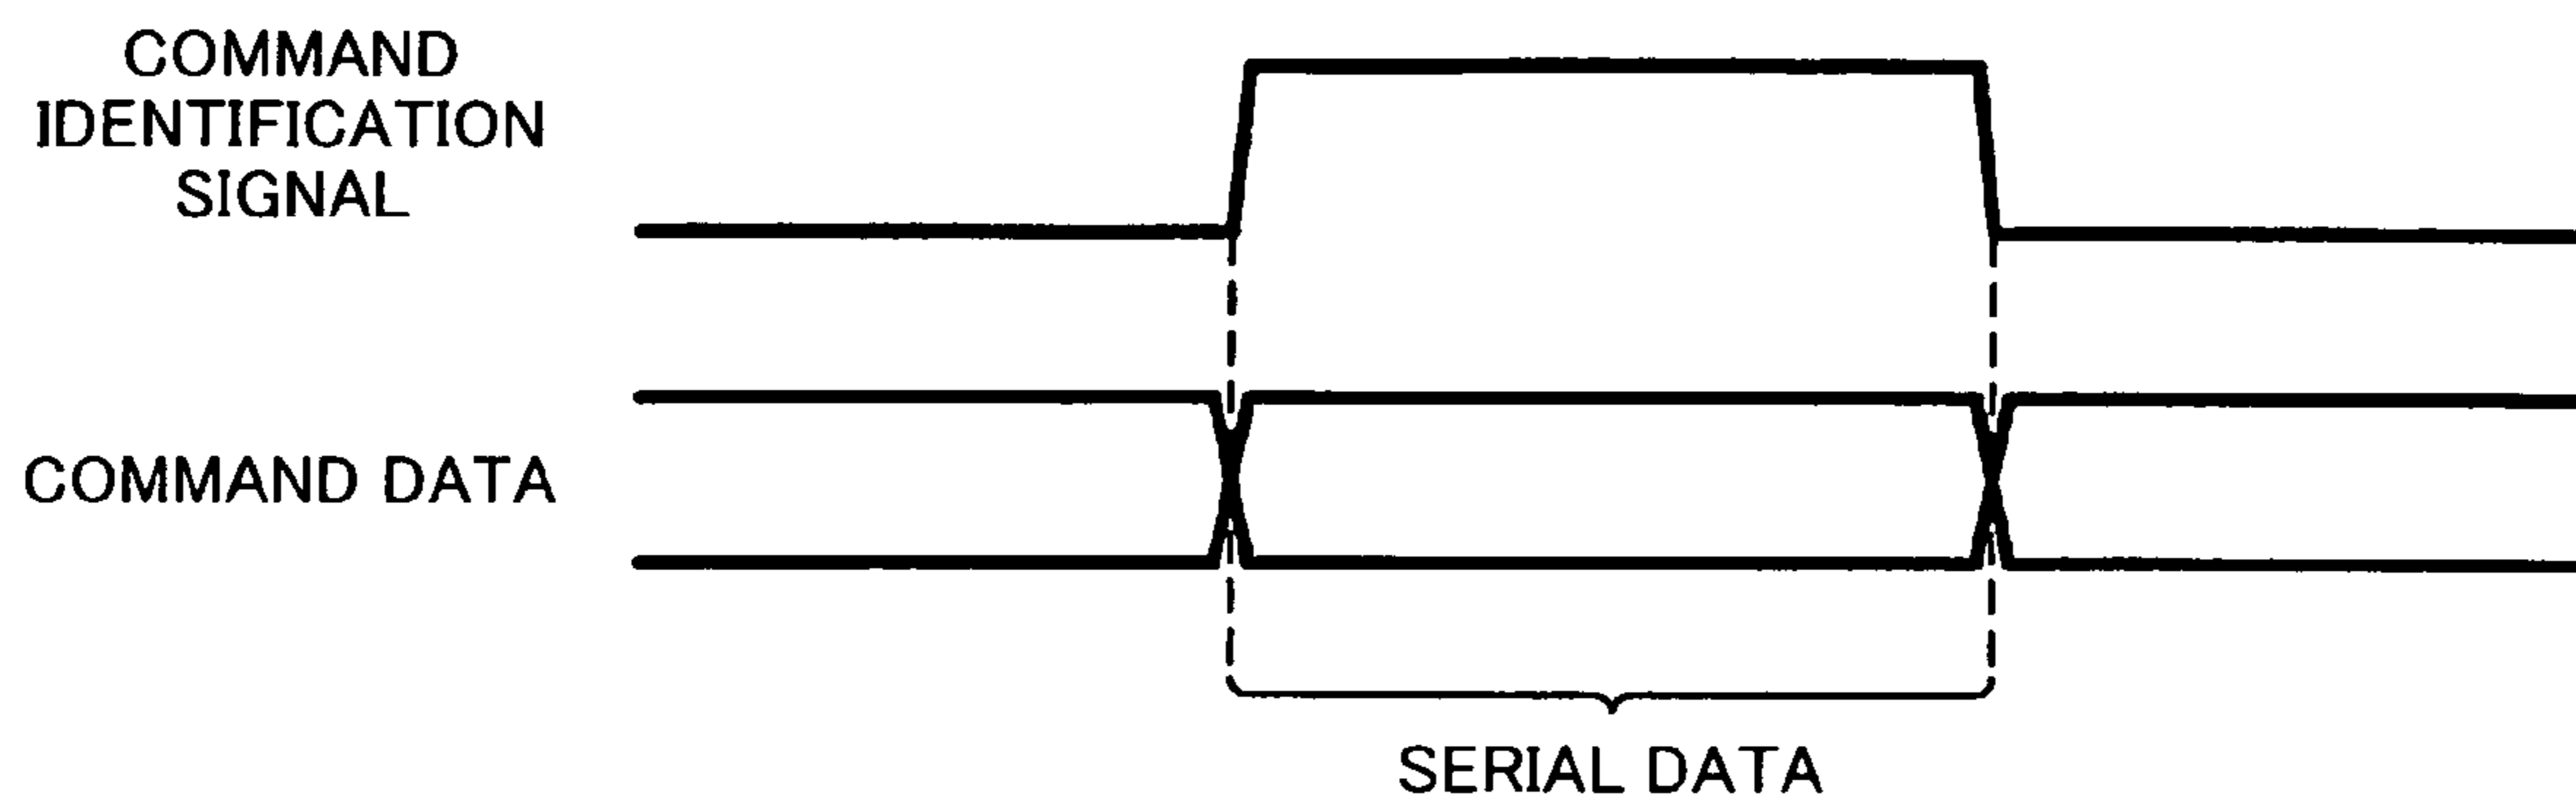 COMMAND
IDENTIFICATION
SIGNAL
COMMAND DATA
SERIAL DATA